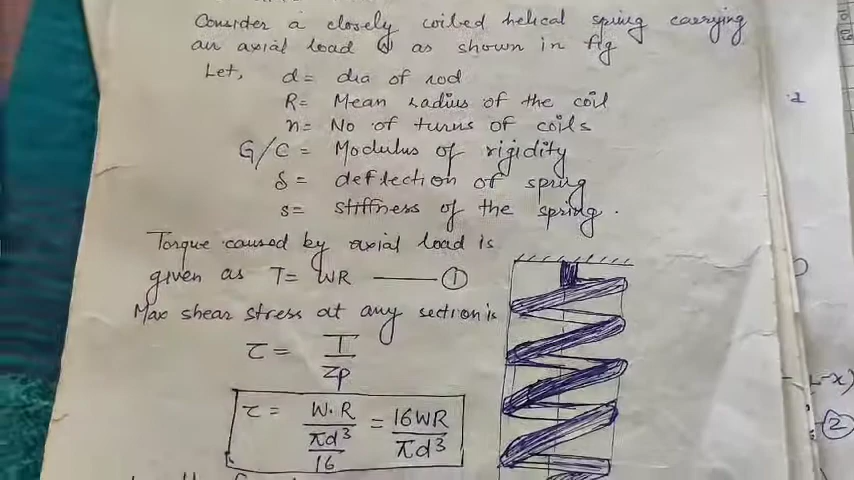 Consider a closely coiled helical spring carrying
an axial load W as shown in fig
Let, d = dia of rod
R = Mean radius of the coil
n = No of turns of coils
G/C = Modulus of rigidity
δ = deflection of spring
s = stiffness of the spring.
Torque caused by axial load is
given as T = WR ——— ①
Max shear stress at any section is
τ = T / Zp
τ = W·R / (πd³ / 16) = 16WR / πd³
-x)
②